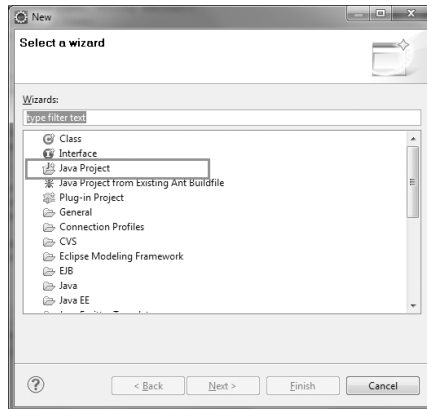 New
Select a wizard
Wizards:
type filter text
Class
Interface
Java Project
Java Project from Existing Ant Buildfile
Plug-in Project
General
Connection Profiles
CVS
Eclipse Modeling Framework
EJB
Java
Java EE
?
< Back
Next >
Finish
Cancel